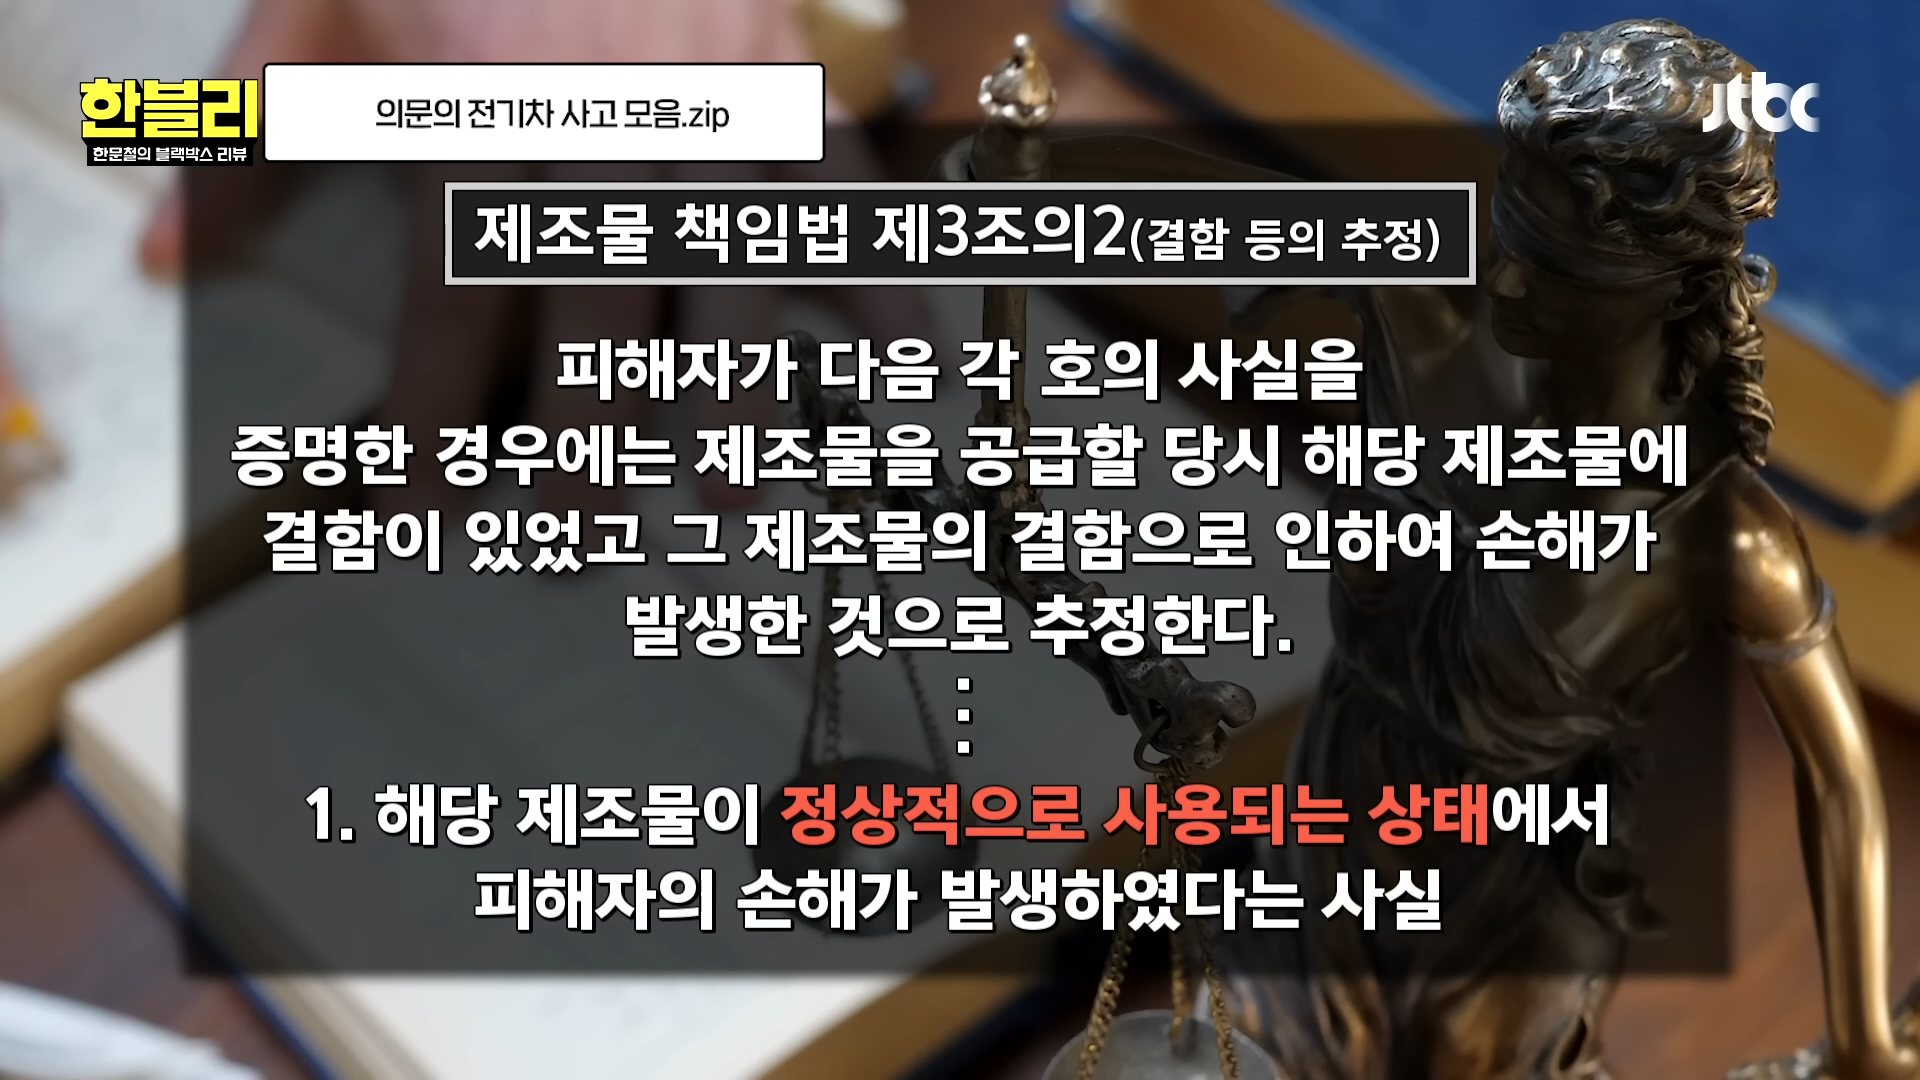 한블리
한문철의 블랙박스 리뷰
의문의 전기차 사고 모음.zip
jtbc
제조물 책임법 제3조의2(결함 등의 추정)
피해자가 다음 각 호의 사실을
증명한 경우에는 제조물을 공급할 당시 해당 제조물에
결함이 있었고 그 제조물의 결함으로 인하여 손해가
발생한 것으로 추정한다.
⋮
1. 해당 제조물이 정상적으로 사용되는 상태에서
피해자의 손해가 발생하였다는 사실